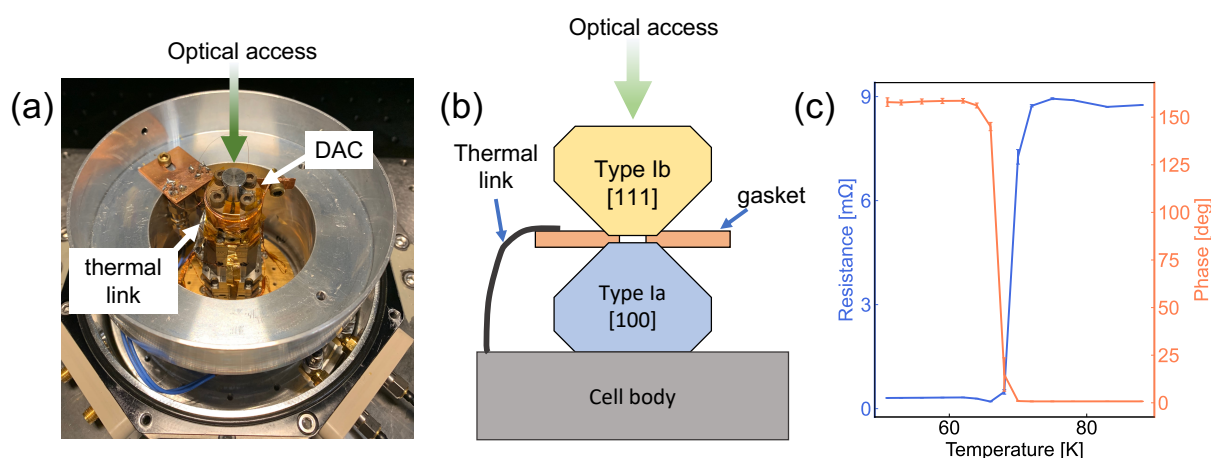 (a)
Optical access
DAC
thermal
link
(b)
Optical access
Type Ib
[111]
Thermal
link
gasket
Type Ia
[100]
Cell body
(c)
Resistance [mΩ]
9
6
3
0
60
80
Temperature [K]
150
125
100
75
50
25
0
Phase [deg]